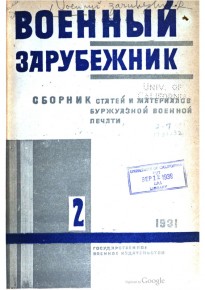 ВОЕННЫЙ
ЗАРУБЕЖНИК
UNIV. OF
СБОРНИК СТАТЕЙ И МАТЕРИАЛОВ
БУРЖУАЗНОЙ ВОЕННОЙ
ПЕЧАТИ
2
1931
ГОСУДАРСТВЕННОЕ
ВОЕННОЕ ИЗДАТЕЛЬСТВО
Google